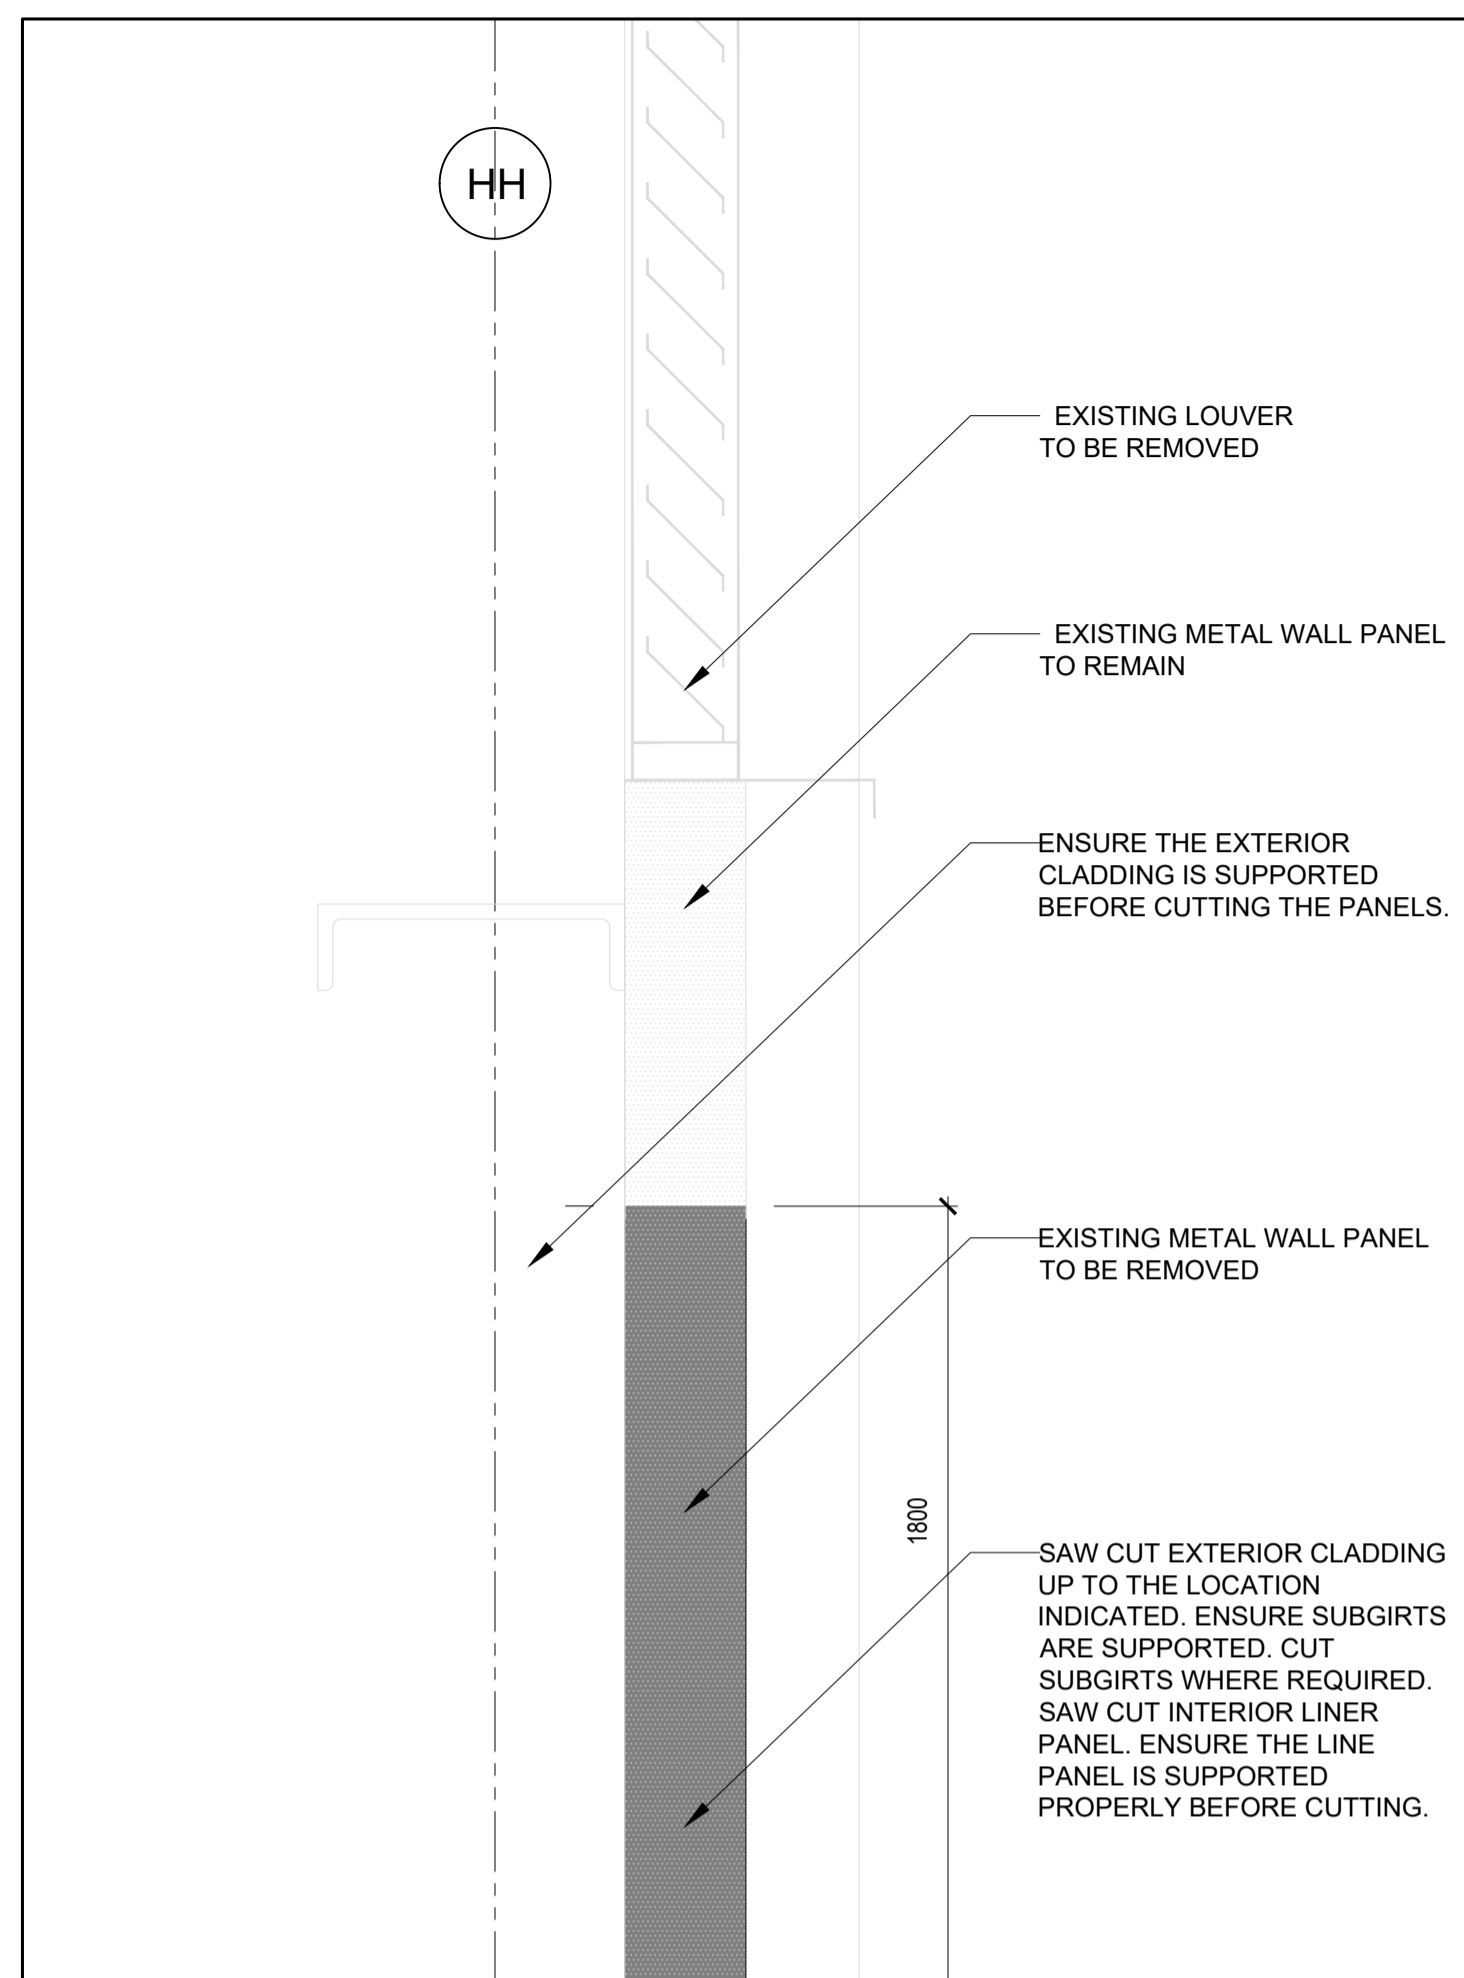 HH
EXISTING LOUVER
TO BE REMOVED
EXISTING METAL WALL PANEL
TO REMAIN
ENSURE THE EXTERIOR
CLADDING IS SUPPORTED
BEFORE CUTTING THE PANELS.
EXISTING METAL WALL PANEL
TO BE REMOVED
1800
SAW CUT EXTERIOR CLADDING
UP TO THE LOCATION
INDICATED. ENSURE SUBGIRTS
ARE SUPPORTED. CUT
SUBGIRTS WHERE REQUIRED.
SAW CUT INTERIOR LINER
PANEL. ENSURE THE LINE
PANEL IS SUPPORTED
PROPERLY BEFORE CUTTING.